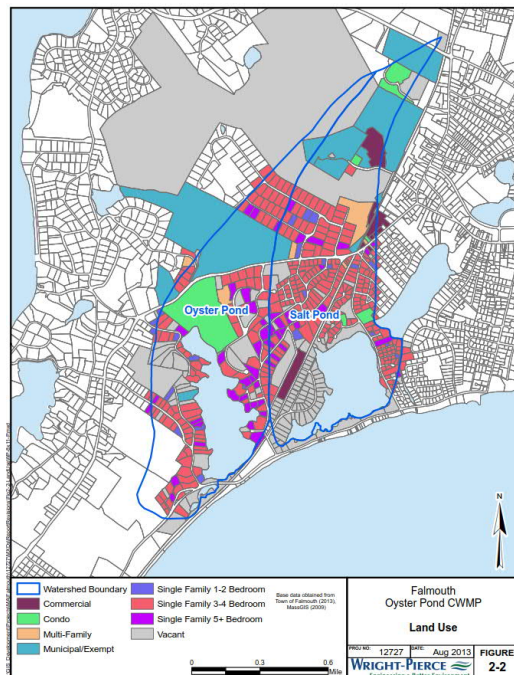 Oyster Pond
Salt Pond
N
Watershed Boundary
Commercial
Condo
Multi-Family
Municipal/Exempt
Single Family 1-2 Bedroom
Single Family 3-4 Bedroom
Single Family 5+ Bedroom
Vacant
Base data obtained from
Town of Falmouth (2013),
MassGIS (2009)
0 0.3 0.6
Mile
Falmouth
Oyster Pond CWMP
Land Use
PROJ NO: 12727 DATE: Aug 2013
FIGURE:
2-2
WRIGHT-PIERCE
Engineering a Better Environment